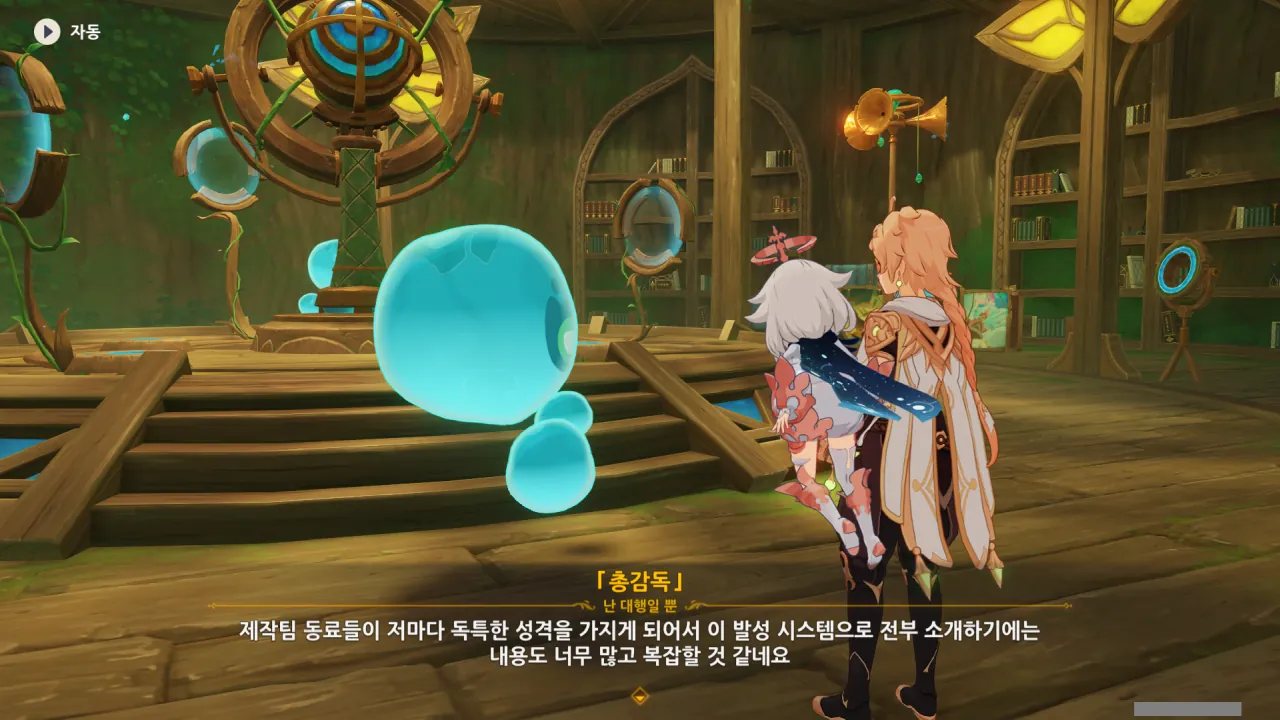 자동
「총감독」
난 대행일 뿐
제작팀 동료들이 저마다 독특한 성격을 가지게 되어서 이 발성 시스템으로 전부 소개하기에는
내용도 너무 많고 복잡할 것 같네요